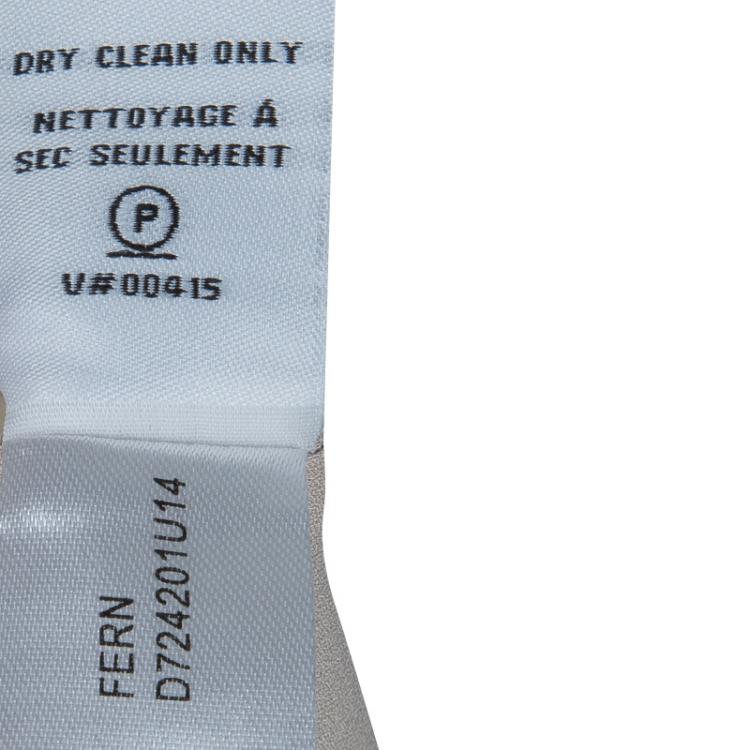 DRY CLEAN ONLY
NETTOYAGE Á
SEC SEULEMENT
P
V#00415
FERN
D724201U14